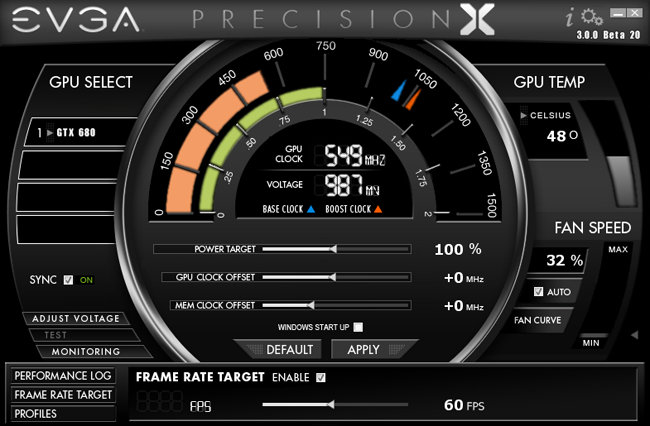 EVGA PRECISION X
i
3.0.0 Beta 20
GPU SELECT
1 GTX 680
SYNC ON
ADJUST VOLTAGE
TEST
MONITORING
0 150 300 450 600 750 900 1050 1200 1350 1500
0 .25 .50 .75 1 1.25 1.50 1.75 2
GPU CLOCK 549 MHZ
VOLTAGE 987 MV
BASE CLOCK BOOST CLOCK
POWER TARGET 100 %
GPU CLOCK OFFSET +0 MHz
MEM CLOCK OFFSET +0 MHz
WINDOWS START UP
DEFAULT APPLY
GPU TEMP
CELSIUS
48 O
FAN SPEED
MAX
32 %
AUTO
FAN CURVE
MIN
PERFORMANCE LOG
FRAME RATE TARGET
PROFILES
FRAME RATE TARGET ENABLE
FPS
60 FPS